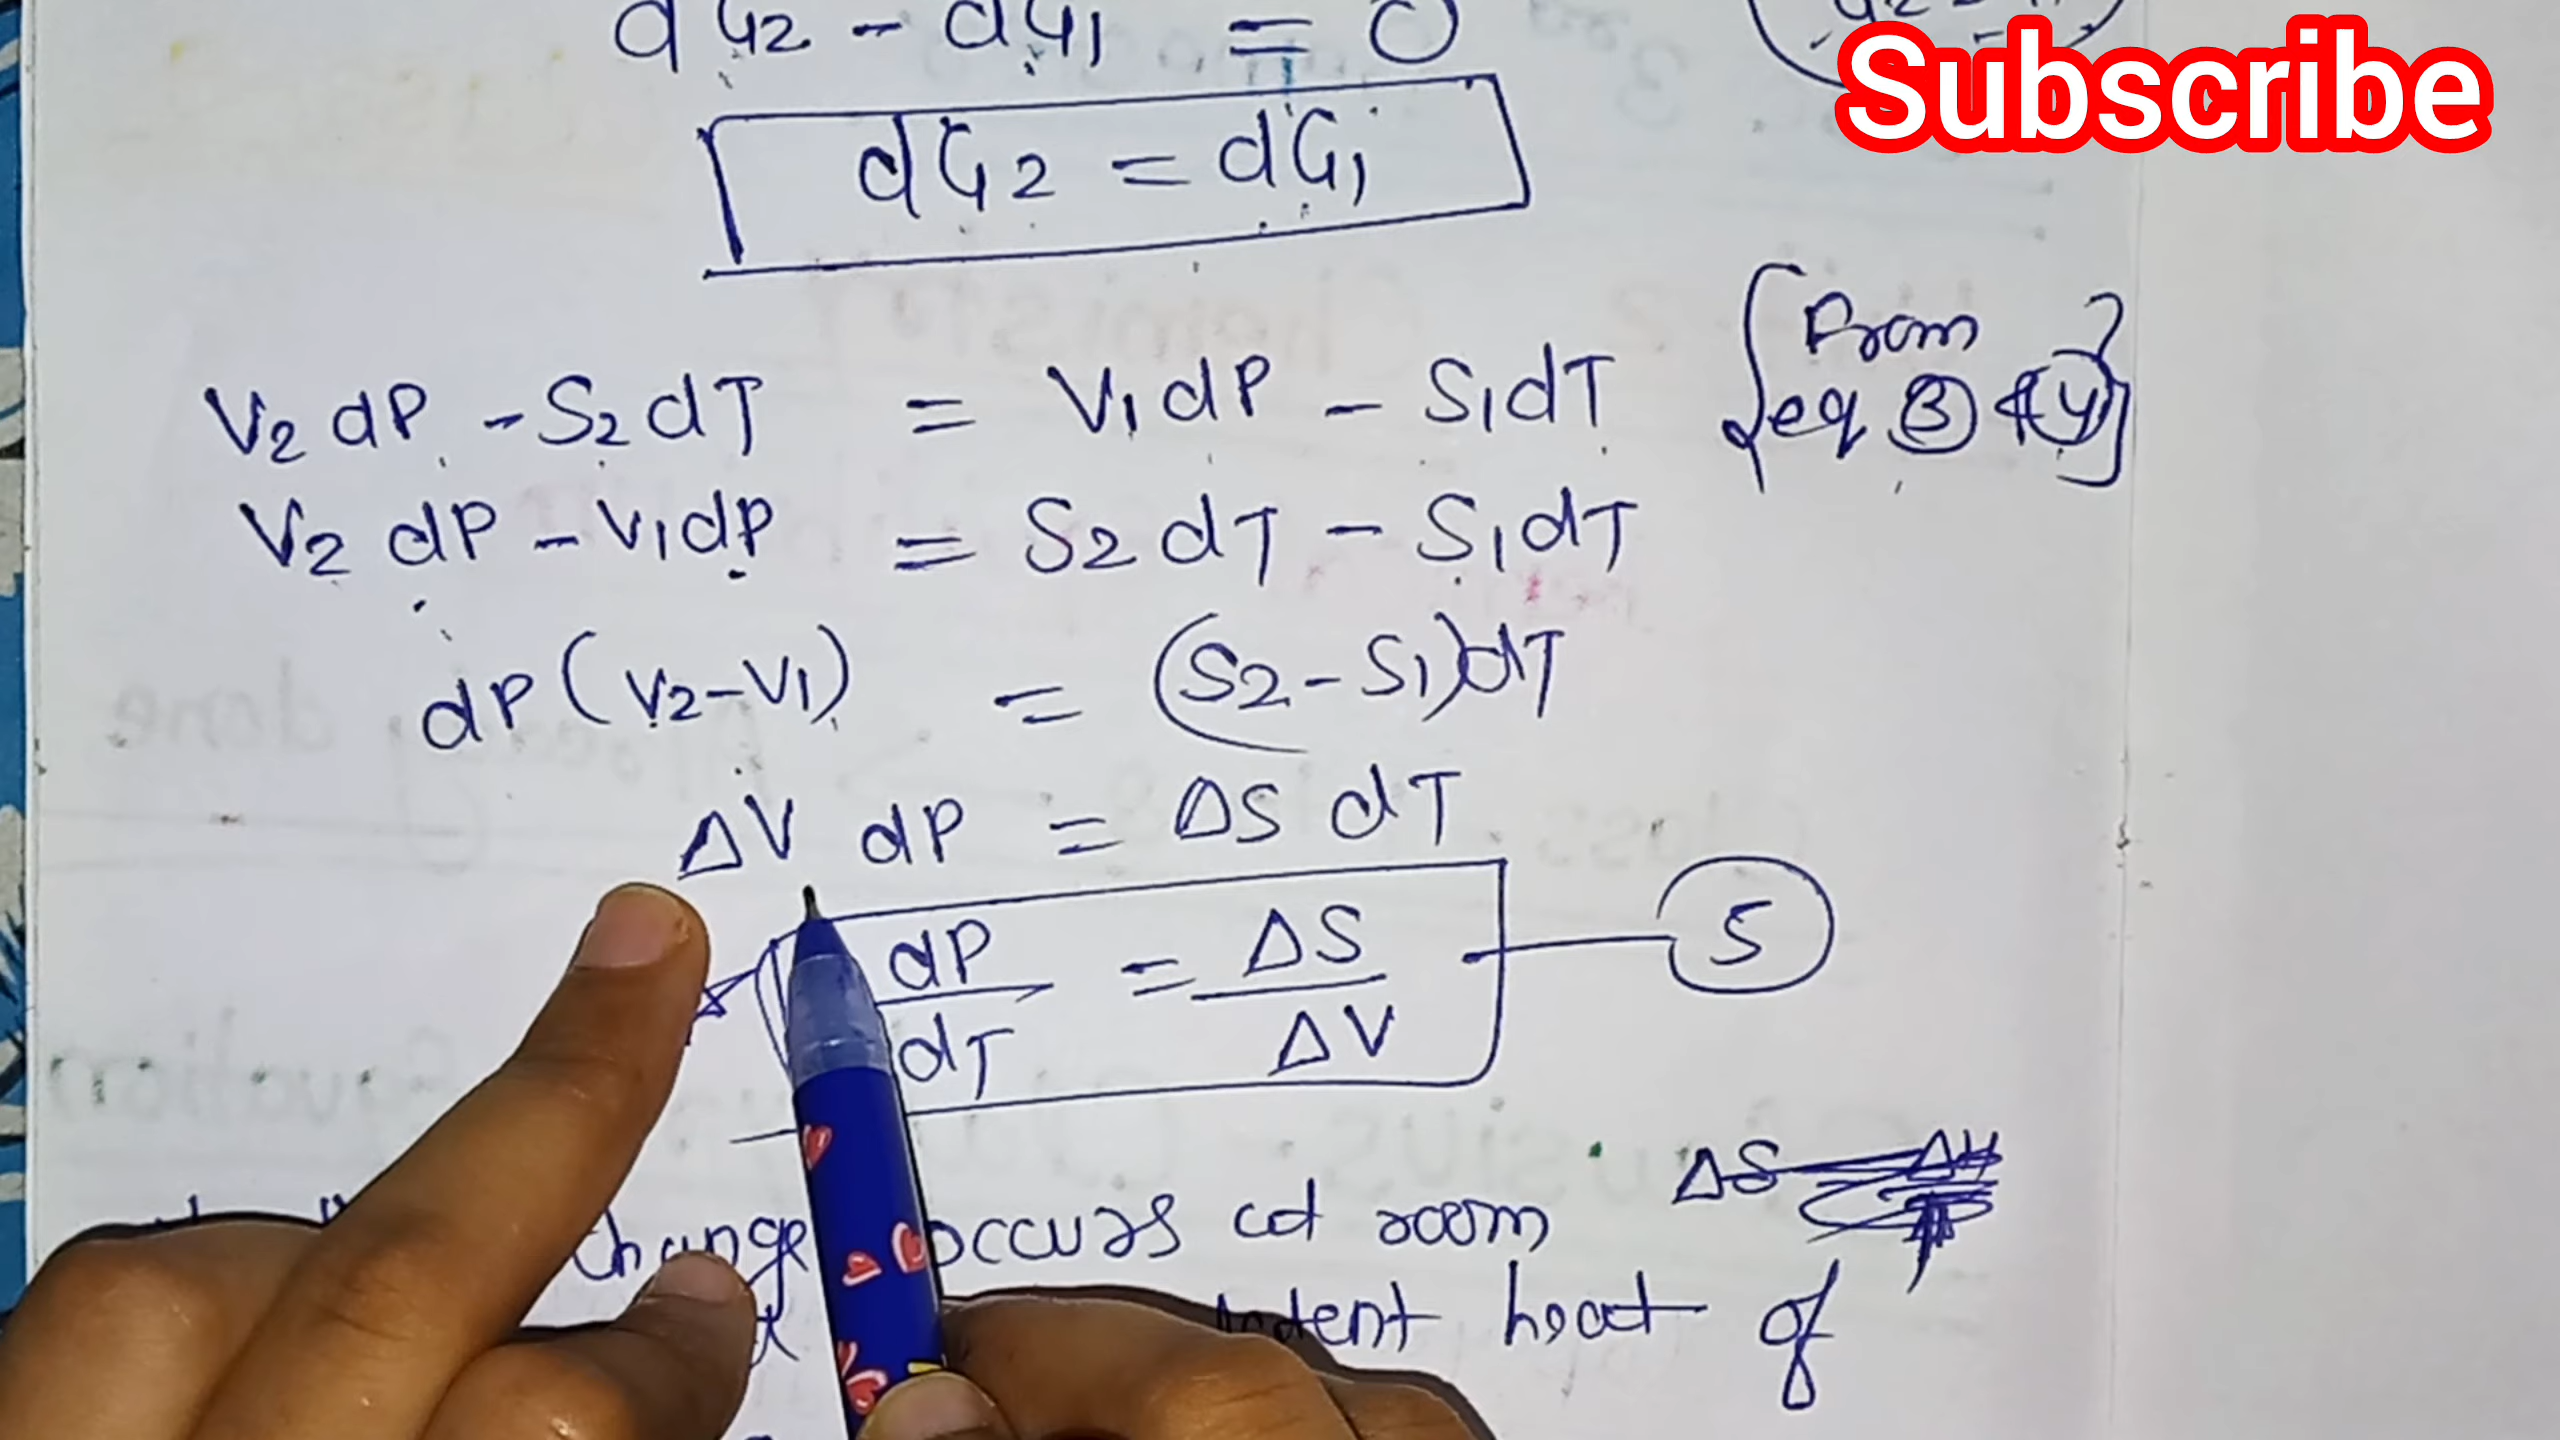 dG2 - dG1 = 0
Subscribe
dG2 = dG1
V2 dP - S2 dT = V1 dP - S1 dT {From eq ③ & ④}
V2 dP - V1 dP = S2 dT - S1 dT
dP (V2 - V1) = (S2 - S1) dT
ΔV dP = ΔS dT
dP/dT = ΔS/ΔV — ⑤
ΔS
change occurs at room
heat of